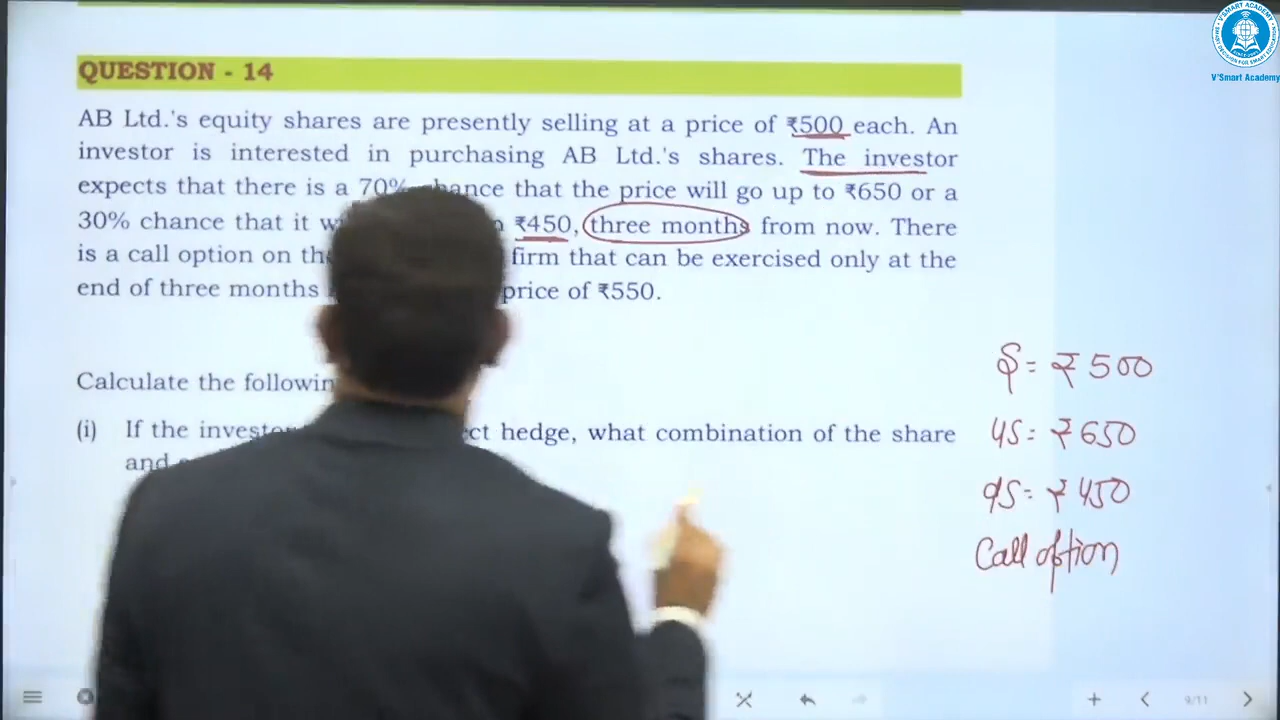 V'SMART ACADEMY
V'Smart Academy
QUESTION - 14
AB Ltd.'s equity shares are presently selling at a price of ₹500 each. An
investor is interested in purchasing AB Ltd.'s shares. The investor
expects that there is a 70% chance that the price will go up to ₹650 or a
30% chance that it ₹450, three months from now. There
is a call option on firm that can be exercised only at the
end of three months price of ₹550.
Calculate the
(i) If the hedge, what combination of the share
and
S = ₹500
uS = ₹650
dS = ₹450
Call option
9/11